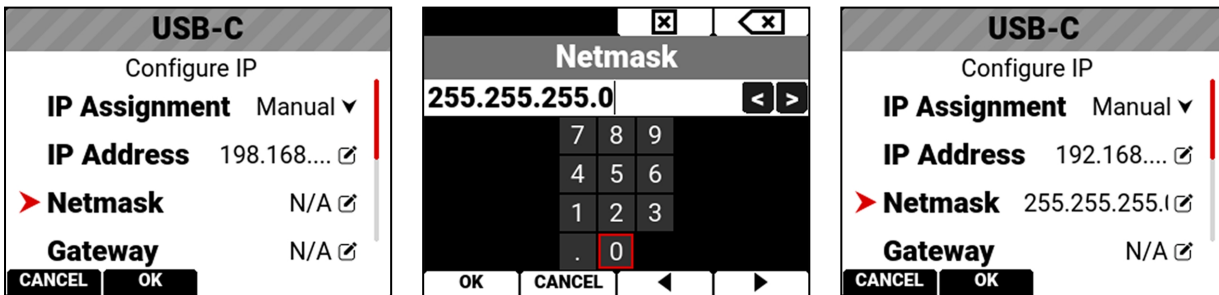 USB-C
Configure IP
IP Assignment Manual
IP Address 198.168....
Netmask N/A
Gateway N/A
CANCEL OK
Netmask
255.255.255.0 < >
7 8 9
4 5 6
1 2 3
. 0
OK CANCEL
USB-C
Configure IP
IP Assignment Manual
IP Address 192.168....
Netmask 255.255.255.
Gateway N/A
CANCEL OK